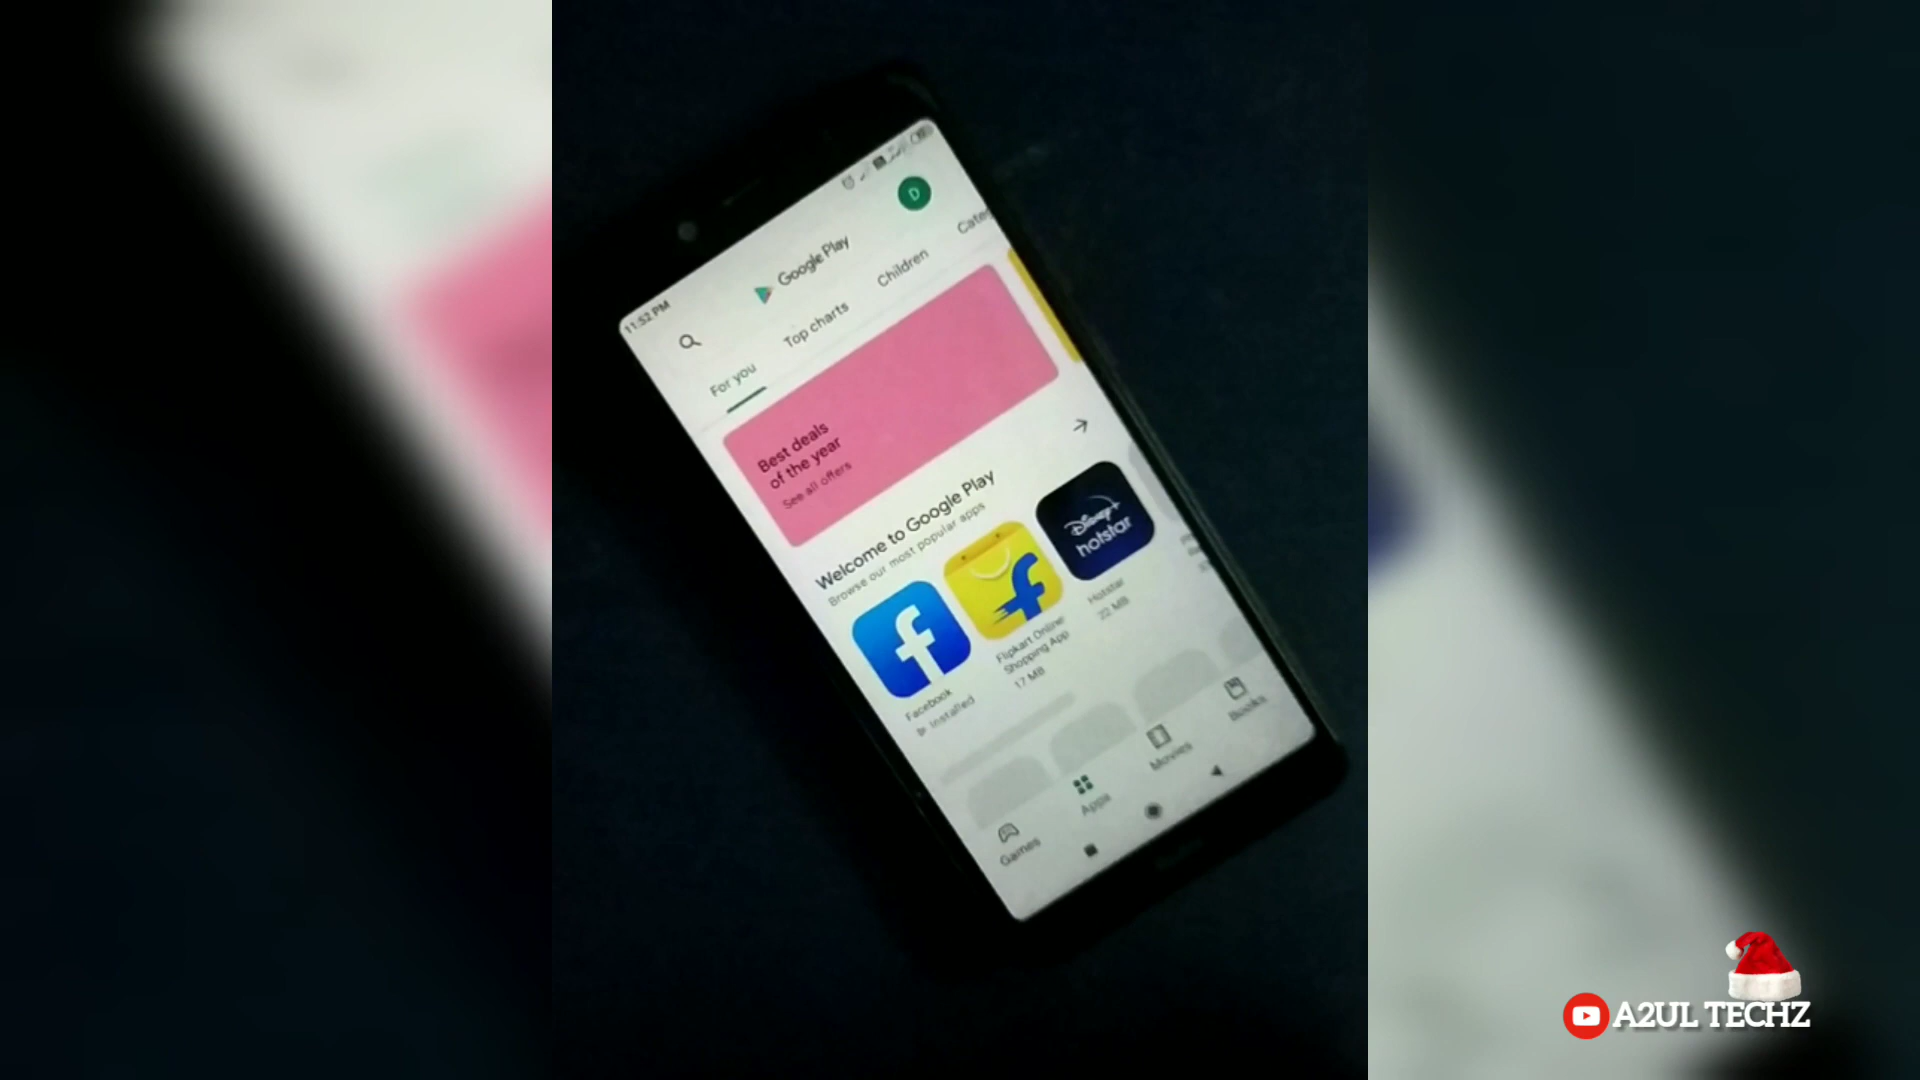 11:52 PM
D
Google Play
For you
Top charts
Children
Best deals
of the year
See all offers
Welcome to Google Play
Browse our most popular apps
Disney+
hotstar
Facebook
Installed
Flipkart Online
Shopping App
17 MB
Hotstar
22 MB
Games
Apps
Movies
Books
A2UL TECHZ